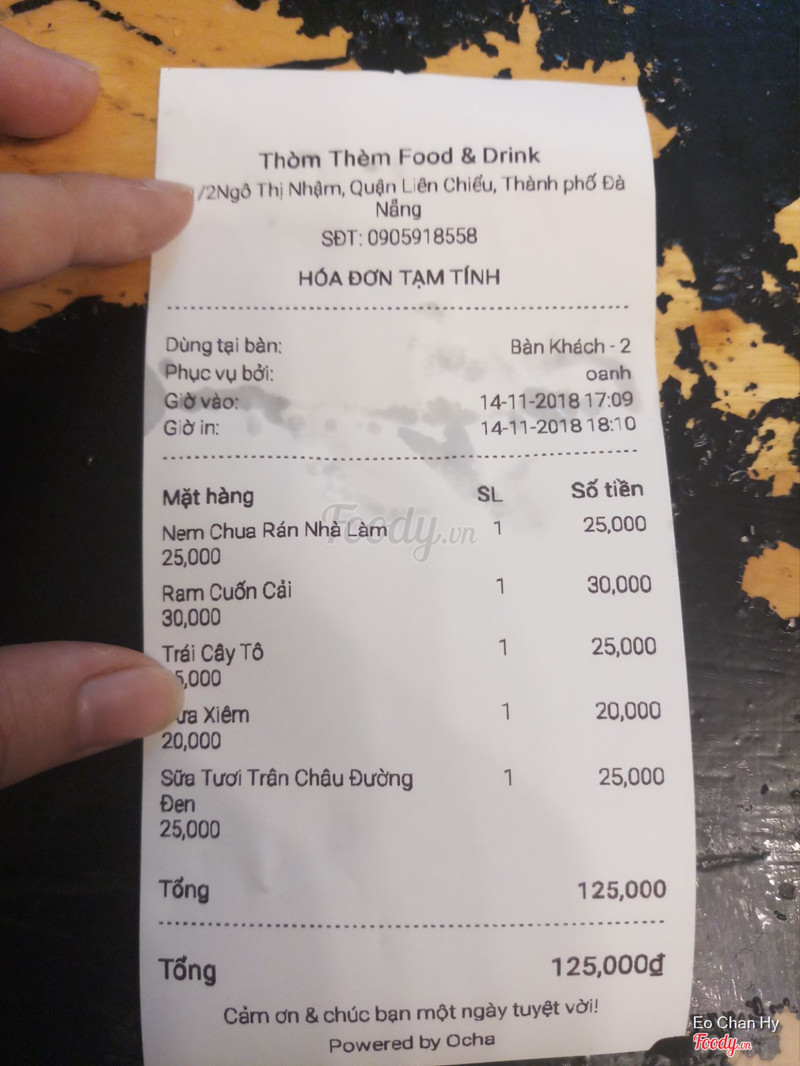 Thòm Thèm Food & Drink
/2Ngô Thị Nhậm, Quận Liên Chiểu, Thành phố Đà
Nẵng
SĐT: 0905918558
HÓA ĐƠN TẠM TÍNH
Dùng tại bàn: Bàn Khách - 2
Phục vụ bởi: oanh
Giờ vào: 14-11-2018 17:09
Giờ in: 14-11-2018 18:10
Mặt hàng SL Số tiền
Nem Chua Rán Nhà Làm 1 25,000
25,000
Ram Cuốn Cải 1 30,000
30,000
Trái Cây Tô 1 25,000
5,000
Xiêm 1 20,000
20,000
Sữa Tươi Trân Châu Đường 1 25,000
Đen
25,000
Tổng 125,000
Tổng 125,000₫
Cảm ơn & chúc bạn một ngày tuyệt vời!
Powered by Ocha
Foody.vn
Eo Chan Hy
Foody.vn